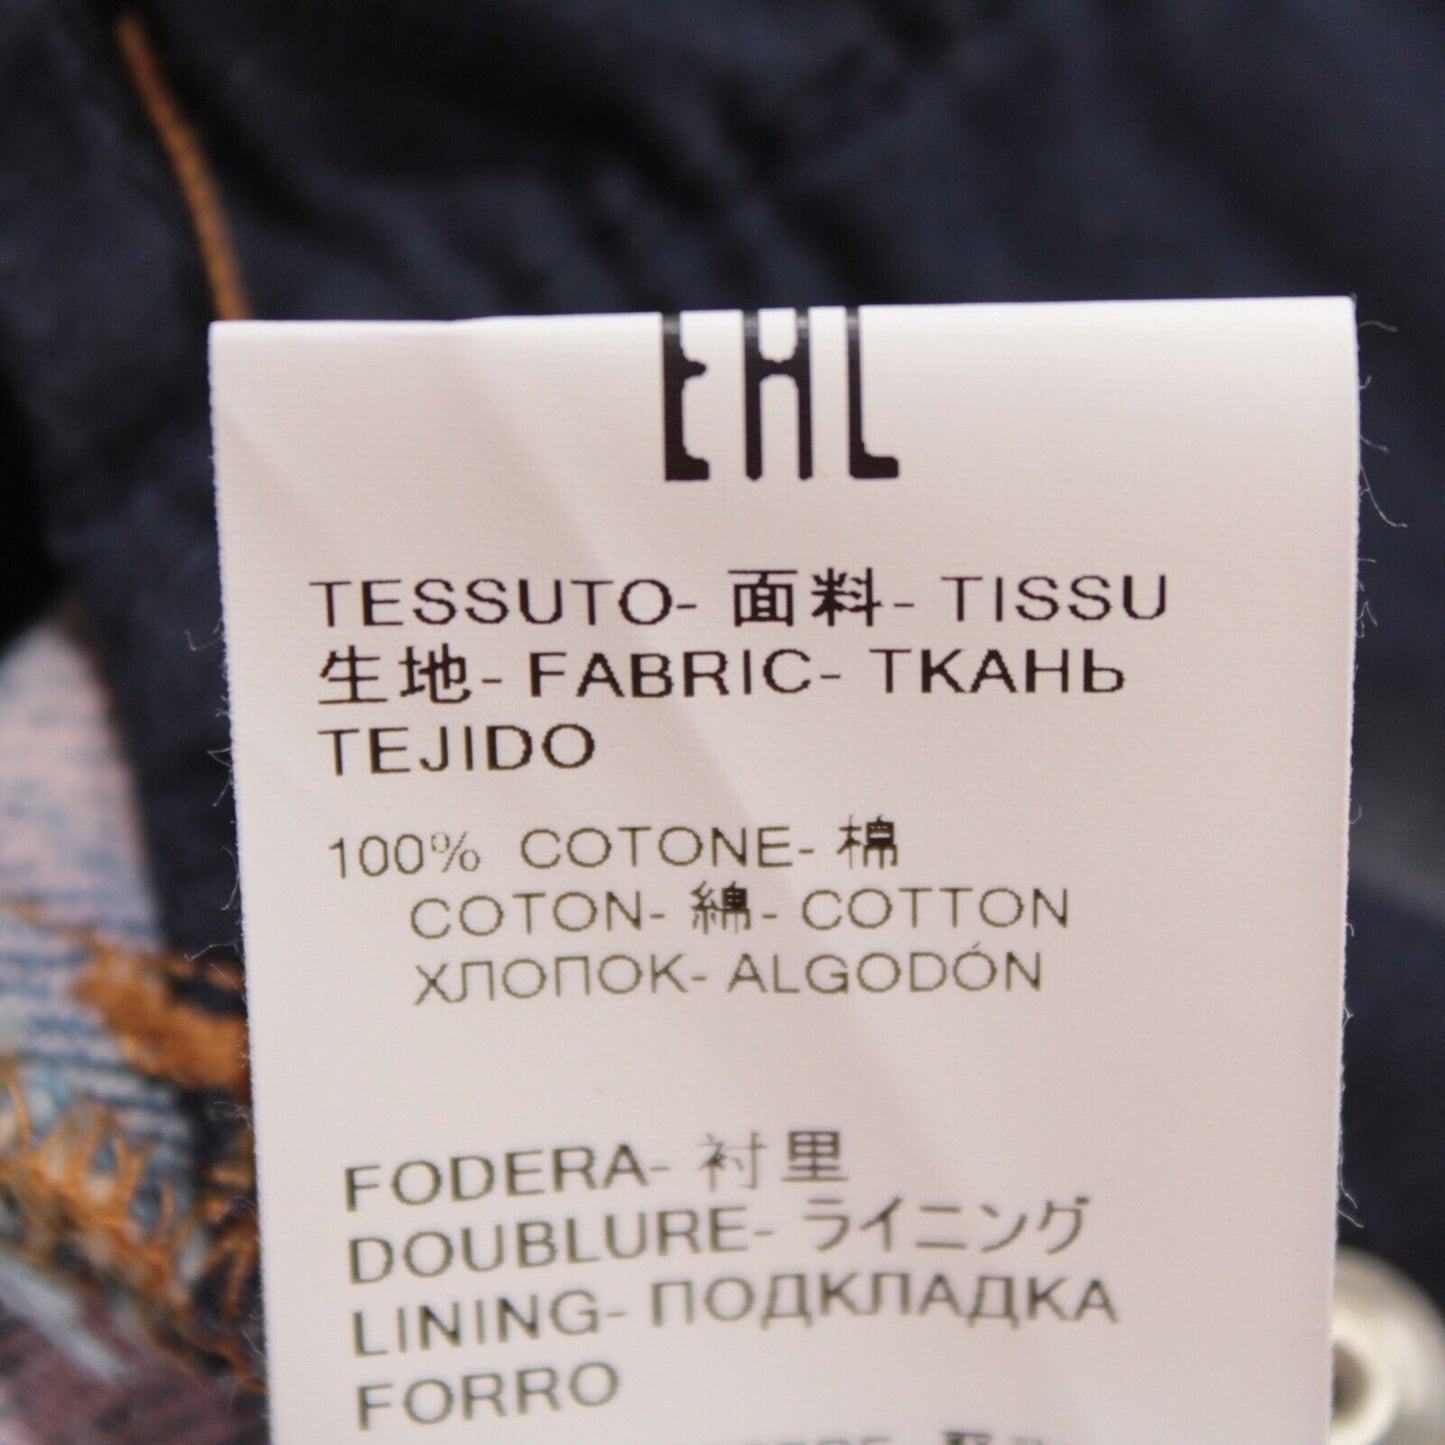 EAC
TESSUTO- 面料- TISSU
生地- FABRIC- ТКАНЬ
TEJIDO
100% COTONE- 棉
COTON- 綿- COTTON
ХЛОПОК- ALGODÓN
FODERA- 衬里
DOUBLURE- ライニング
LINING- ПОДКЛАДКА
FORRO